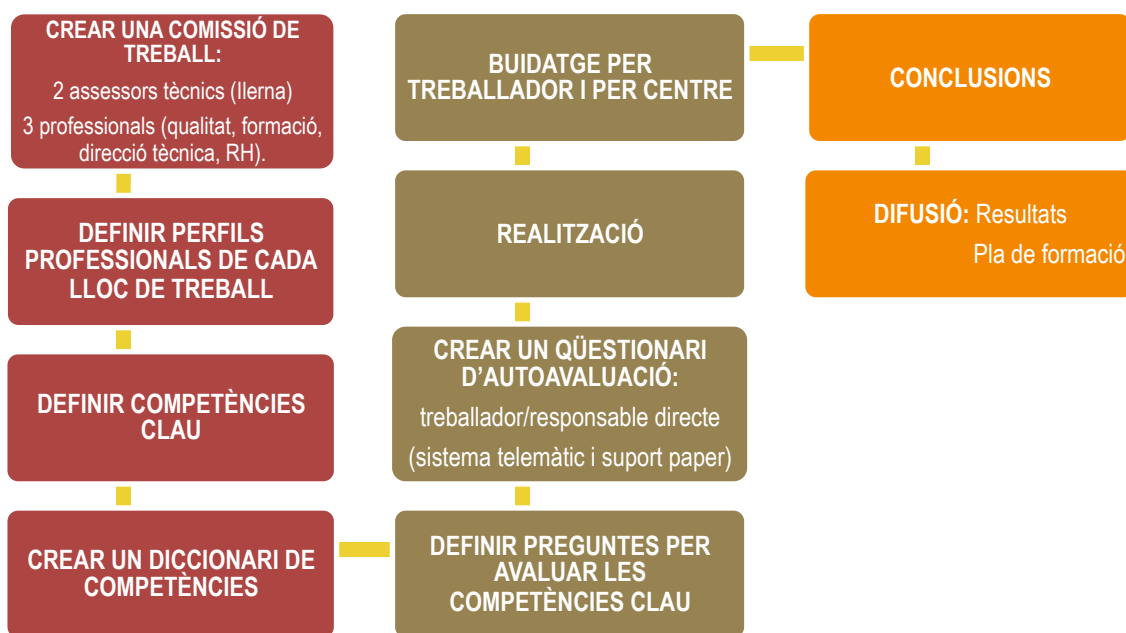 CREAR UNA COMISSIÓ DE
TREBALL:
2 assessors tècnics (Ilerna)
3 professionals (qualitat, formació,
direcció tècnica, RH).
DEFINIR PERFILS
PROFESSIONALS DE CADA
LLOC DE TREBALL
DEFINIR COMPETÈNCIES
CLAU
CREAR UN DICCIONARI DE
COMPETÈNCIES
DEFINIR PREGUNTES PER
AVALUAR LES
COMPETÈNCIES CLAU
CREAR UN QÜESTIONARI
D’AUTOAVALUACIÓ:
treballador/responsable directe
(sistema telemàtic i suport paper)
REALITZACIÓ
BUIDATGE PER
TREBALLADOR I PER CENTRE
CONCLUSIONS
DIFUSIÓ: Resultats
Pla de formació